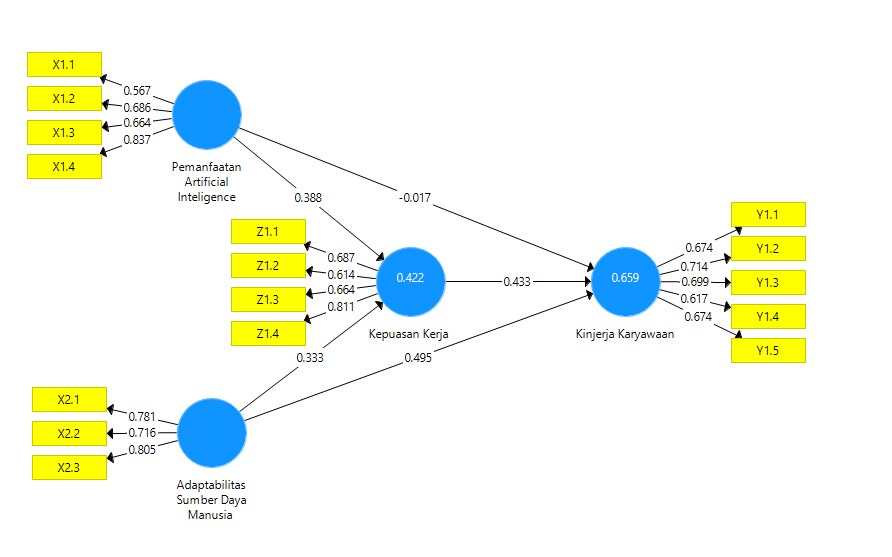 X1.1
X1.2
X1.3
X1.4
0.567
0.686
0.664
0.837
Pemanfaatan
Artificial
Inteligence
0.388
-0.017
Z1.1
Z1.2
Z1.3
Z1.4
0.687
0.614
0.664
0.811
0.422
Kepuasan Kerja
0.433
0.659
Kinjerja Karyawaan
0.674
0.714
0.699
0.617
0.674
Y1.1
Y1.2
Y1.3
Y1.4
Y1.5
0.333
0.495
X2.1
X2.2
X2.3
0.781
0.716
0.805
Adaptabilitas
Sumber Daya
Manusia